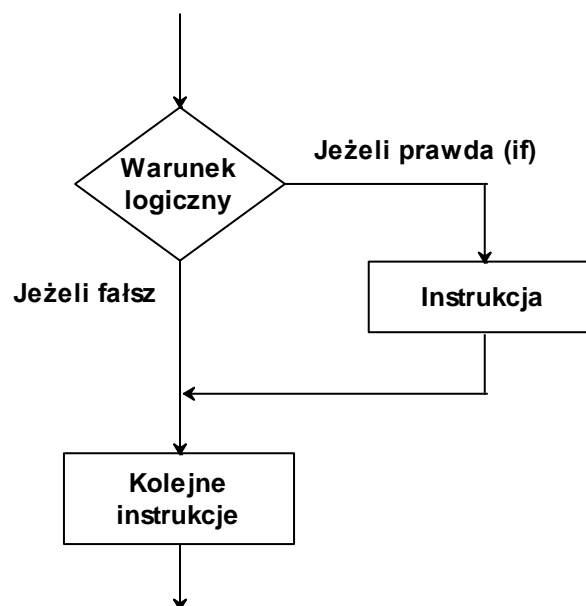 Jeżeli prawda (if)
Warunek
logiczny
Jeżeli fałsz
Instrukcja
Kolejne
instrukcje